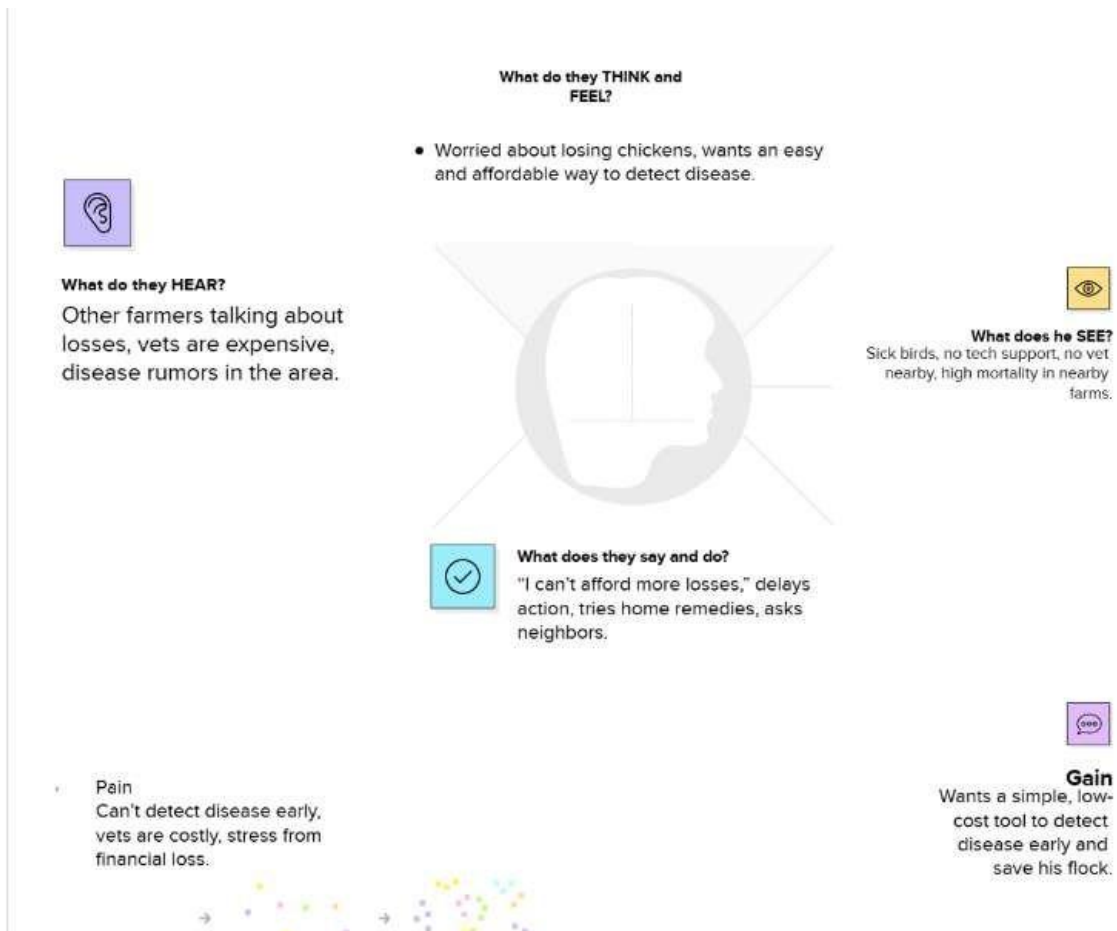 What do they THINK and
FEEL?
• Worried about losing chickens, wants an easy
and affordable way to detect disease.
What do they HEAR?
Other farmers talking about
losses, vets are expensive,
disease rumors in the area.
What does he SEE?
Sick birds, no tech support, no vet
nearby, high mortality in nearby
farms.
What does they say and do?
"I can't afford more losses," delays
action, tries home remedies, asks
neighbors.
Pain
Can't detect disease early,
vets are costly, stress from
financial loss.
Gain
Wants a simple, low-
cost tool to detect
disease early and
save his flock.